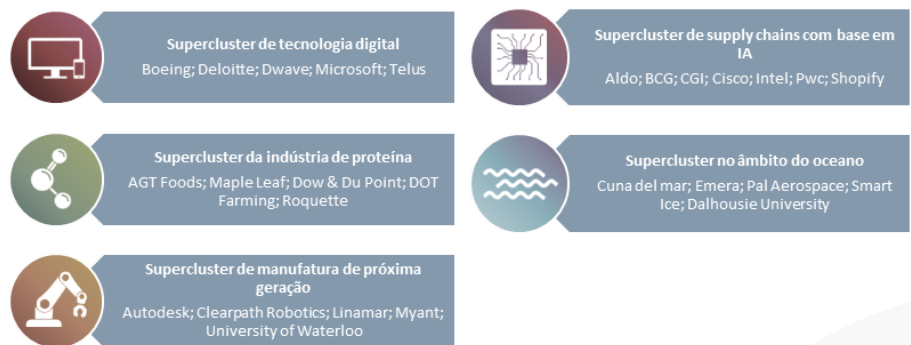 Supercluster de tecnologia digital
Boeing; Deloitte; Dwave; Microsoft; Telus
Supercluster da indústria de proteína
AGT Foods; Maple Leaf; Dow & Du Point; DOT
Farming; Roquette
Supercluster de manufatura de próxima
geração
Autodesk; Clearpath Robotics; Linamar; Myant;
University of Waterloo
Supercluster de supply chains com base em
IA
Aldo; BCG; CGI; Cisco; Intel; Pwc; Shopify
Supercluster no âmbito do oceano
Cuna del mar; Emera; Pal Aerospace; Smart
Ice; Dalhousie University